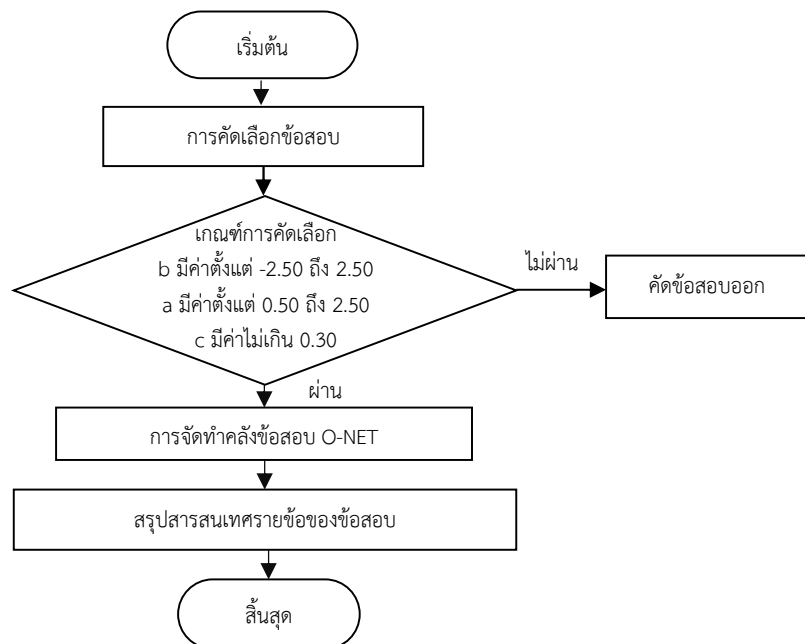 เริ่มต้น
การคัดเลือกข้อสอบ
เกณฑ์การคัดเลือก
b มีค่าตั้งแต่ -2.50 ถึง 2.50
a มีค่าตั้งแต่ 0.50 ถึง 2.50
c มีค่าไม่เกิน 0.30
ไม่ผ่าน
คัดข้อสอบออก
ผ่าน
การจัดทำคลังข้อสอบ O-NET
สรุปสารสนเทศรายข้อของข้อสอบ
สิ้นสุด